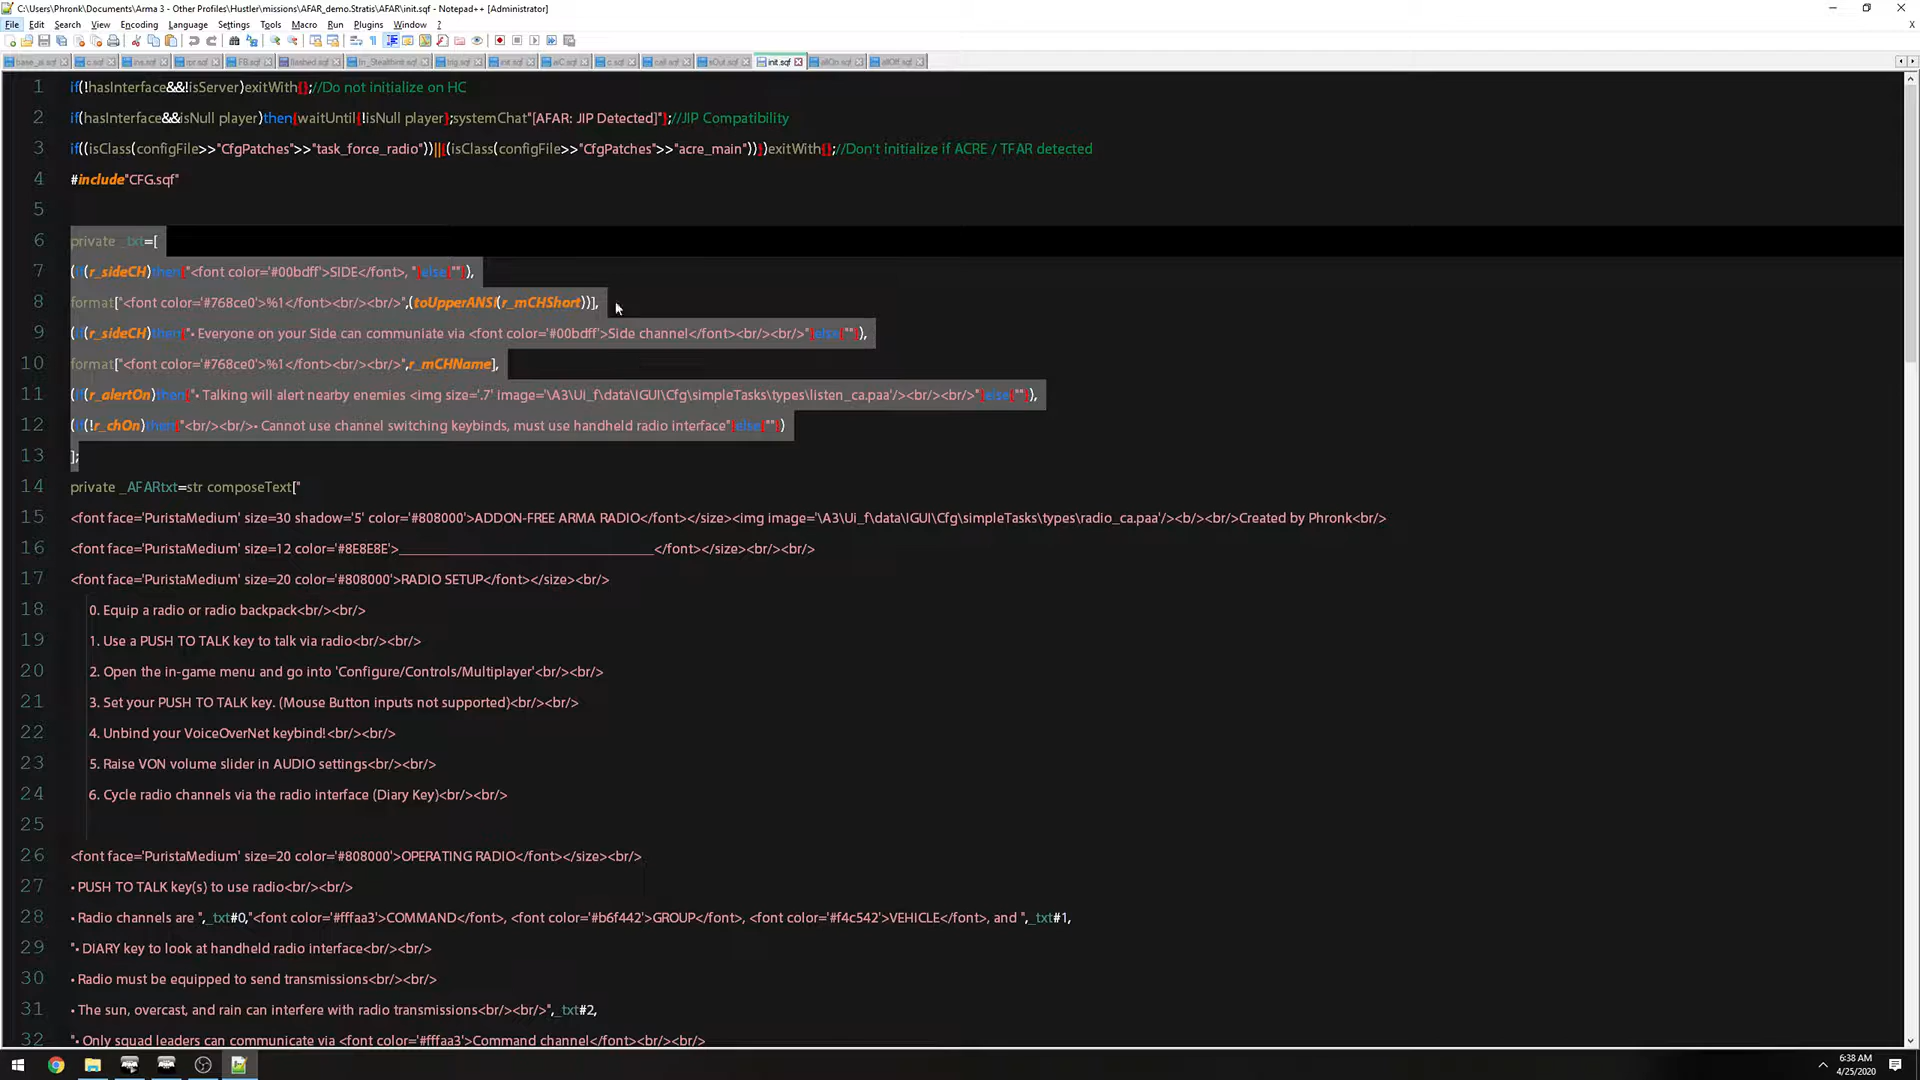 C:\Users\Phronk\Documents\Arma 3 - Other Profiles\Hustler\missions\AFAR_demo.Stratis\AFAR\init.sqf - Notepad++ [Administrator]
File Edit Search View Encoding Language Settings Tools Macro Run Plugins Window ?
init.sqf
1 if(!hasInterface&&!isServer)exitWith{};//Do not initialize on HC
2 if(hasInterface&&isNull player)then{waitUntil{!isNull player};systemChat"[AFAR: JIP Detected]"};//JIP Compatibility
3 if((isClass(configFile>>"CfgPatches">>"task_force_radio"))||{(isClass(configFile>>"CfgPatches">>"acre_main"))})exitWith{};//Don't initialize if ACRE / TFAR detected
4 #include"CFG.sqf"
5
6 private _txt=[
7 (if(r_sideCH)then{"<font color='#00bdff'>SIDE</font>, "}else{""}),
8 format["<font color='#768ce0'>%1</font><br/><br/>",(toUpperANSI(r_mCHShort))],
9 (if(r_sideCH)then{"• Everyone on your Side can communiate via <font color='#00bdff'>Side channel</font><br/><br/>"}else{""}),
10 format["<font color='#768ce0'>%1</font><br/><br/>",r_mCHName],
11 (if(r_alertOn)then{"• Talking will alert nearby enemies <img size='.7' image='\A3\Ui_f\data\IGUI\Cfg\simpleTasks\types\listen_ca.paa'/><br/><br/>"}else{""}),
12 (if(!r_chOn)then{"<br/><br/>• Cannot use channel switching keybinds, must use handheld radio interface"}else{""})
13 ];
14 private _AFARtxt=str composeText["
15 <font face='PuristaMedium' size=30 shadow='5' color='#808000'>ADDON-FREE ARMA RADIO</font></size><img image='\A3\Ui_f\data\IGUI\Cfg\simpleTasks\types\radio_ca.paa'/><b/><br/>Created by Phronk<br/>
16 <font face='PuristaMedium' size=12 color='#8E8E8E'>___________________________________</font></size><br/><br/>
17 <font face='PuristaMedium' size=20 color='#808000'>RADIO SETUP</font></size><br/>
18 0. Equip a radio or radio backpack<br/><br/>
19 1. Use a PUSH TO TALK key to talk via radio<br/><br/>
20 2. Open the in-game menu and go into 'Configure/Controls/Multiplayer'<br/><br/>
21 3. Set your PUSH TO TALK key. (Mouse Button inputs not supported)<br/><br/>
22 4. Unbind your VoiceOverNet keybind!<br/><br/>
23 5. Raise VON volume slider in AUDIO settings<br/><br/>
24 6. Cycle radio channels via the radio interface (Diary Key)<br/><br/>
25
26 <font face='PuristaMedium' size=20 color='#808000'>OPERATING RADIO</font></size><br/>
27 • PUSH TO TALK key(s) to use radio<br/><br/>
28 • Radio channels are ",_txt#0,"<font color='#fffaa3'>COMMAND</font>, <font color='#b6f442'>GROUP</font>, <font color='#f4c542'>VEHICLE</font>, and ",_txt#1,
29 "• DIARY key to look at handheld radio interface<br/><br/>
30 • Radio must be equipped to send transmissions<br/><br/>
31 • The sun, overcast, and rain can interfere with radio transmissions<br/><br/>",_txt#2,
32 "• Only squad leaders can communicate via <font color='#fffaa3'>Command channel</font><br/><br/>
6:38 AM
4/25/2020